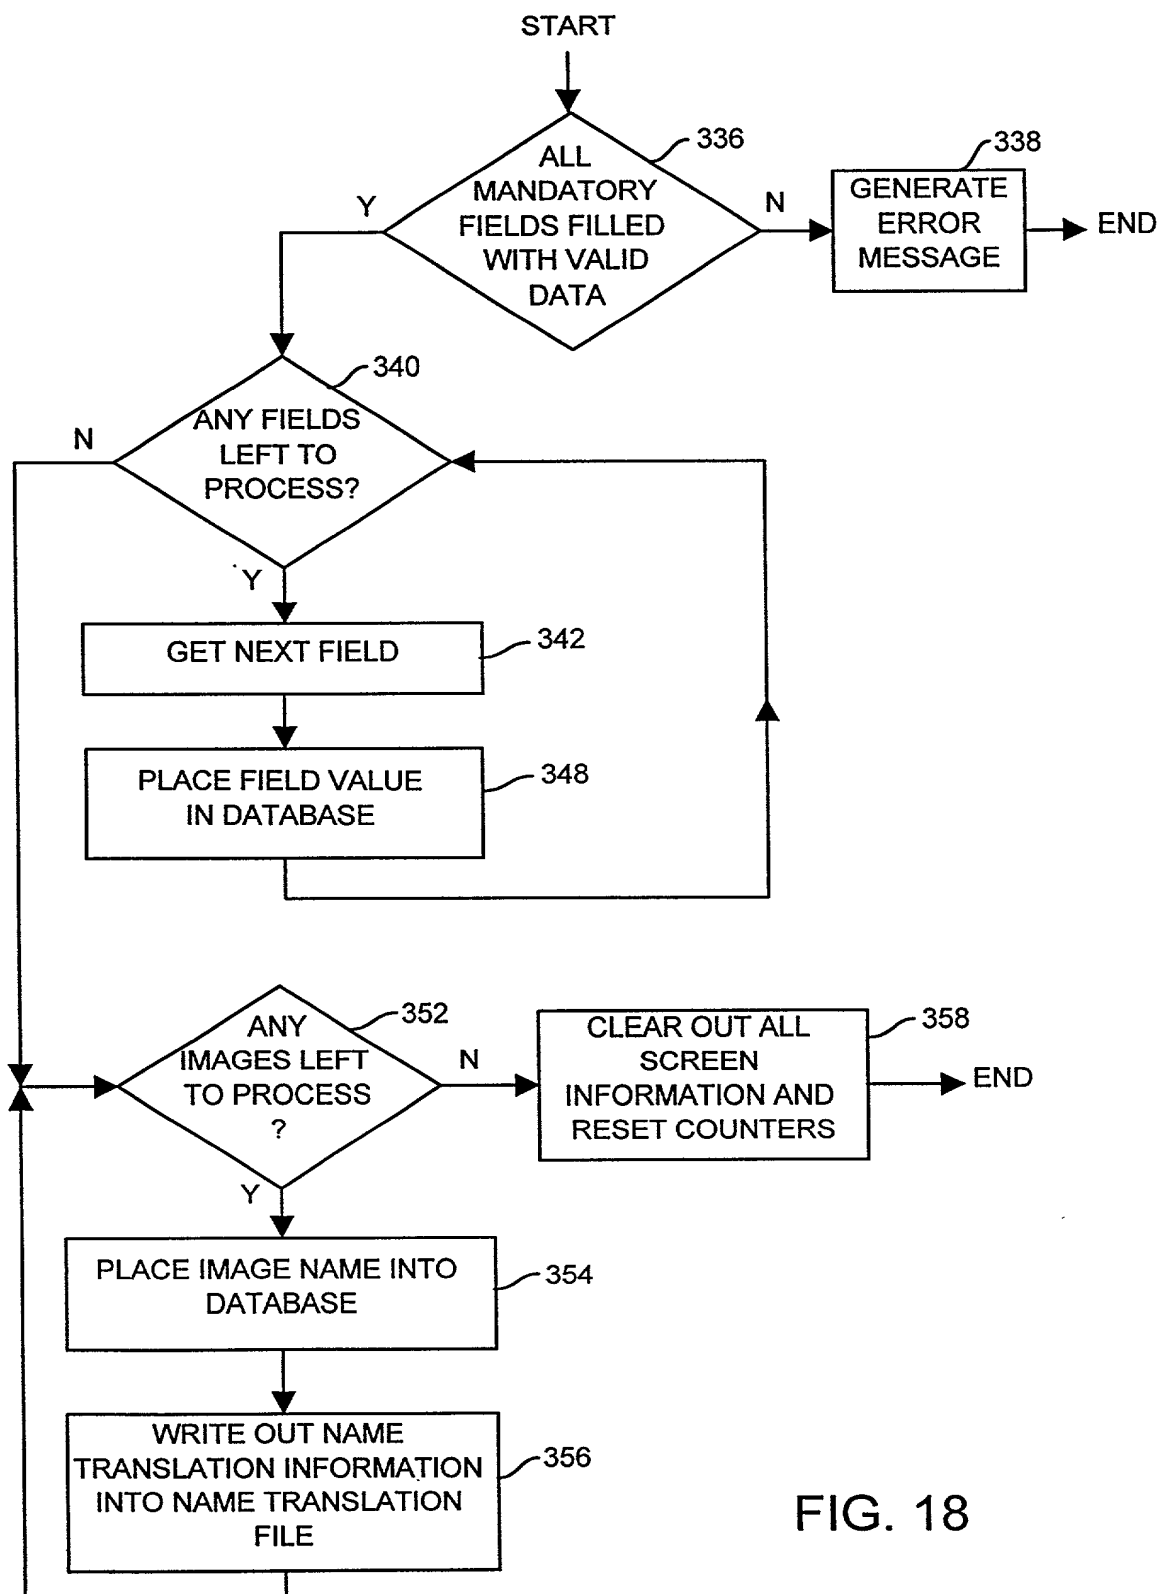 START
336
ALL
MANDATORY
FIELDS FILLED
WITH VALID
DATA
Y
N
338
GENERATE
ERROR
MESSAGE
END
340
ANY FIELDS
LEFT TO
PROCESS?
N
Y
GET NEXT FIELD
342
PLACE FIELD VALUE
IN DATABASE
348
352
ANY
IMAGES LEFT
TO PROCESS
?
N
358
CLEAR OUT ALL
SCREEN
INFORMATION AND
RESET COUNTERS
END
Y
PLACE IMAGE NAME INTO
DATABASE
354
WRITE OUT NAME
TRANSLATION INFORMATION
INTO NAME TRANSLATION
FILE
356
FIG. 18